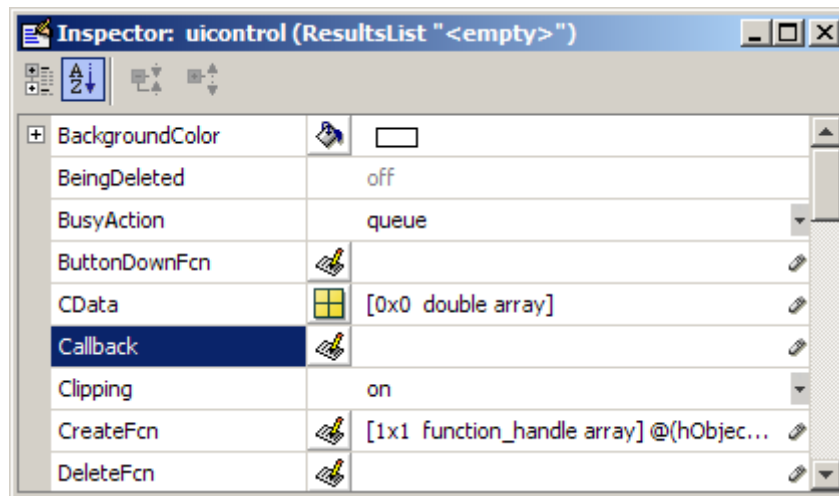 Inspector: uicontrol (ResultsList "<empty>")
A
Z
BackgroundColor
BeingDeleted off
BusyAction queue
ButtonDownFcn
CData [0x0 double array]
Callback
Clipping on
CreateFcn [1x1 function_handle array] @(hObjec...
DeleteFcn